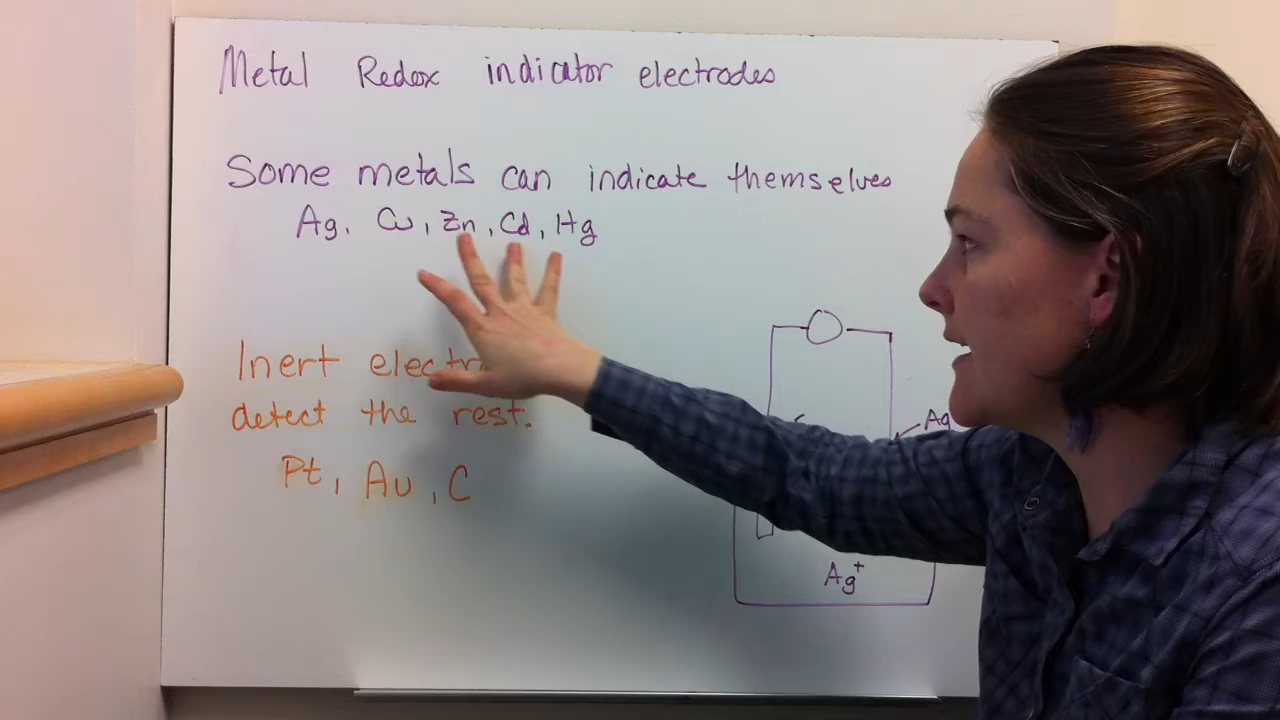 Metal Redox indicator electrodes
Some metals can indicate themselves
Ag, Cu, Zn, Cd, Hg
Inert
detect the rest.
Pt, Au, C
Ag
Ag+